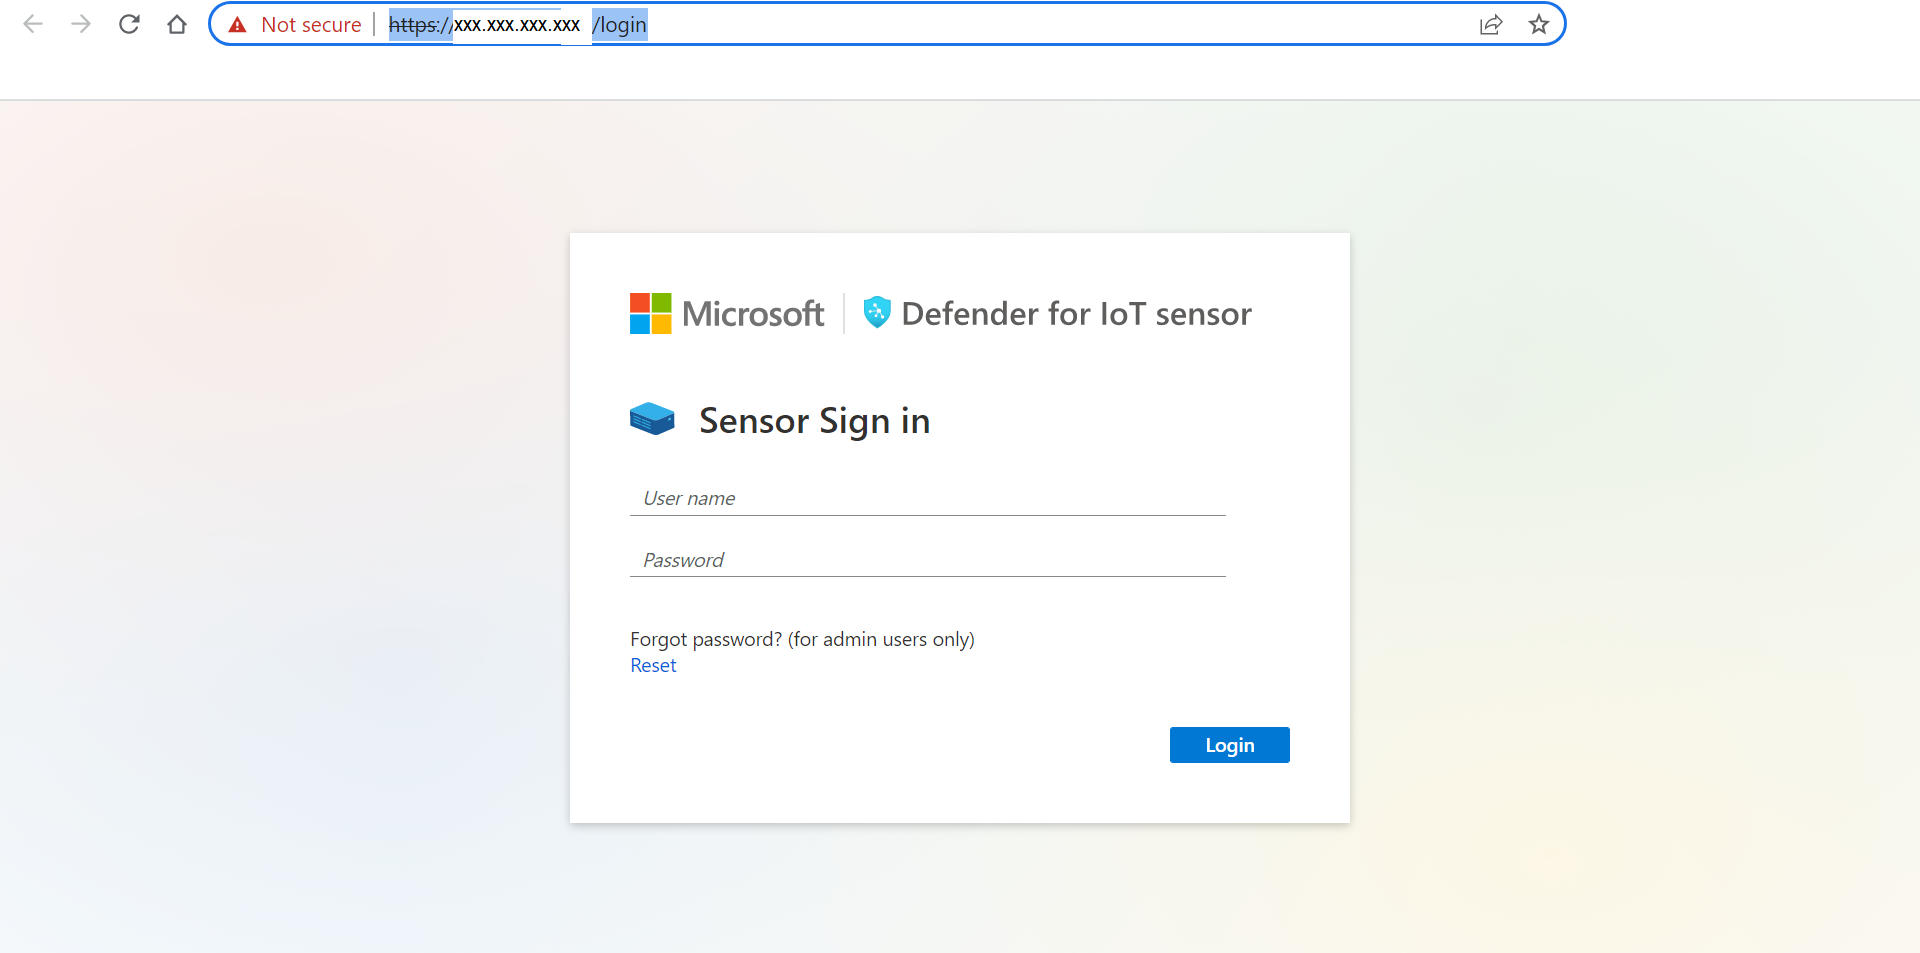 Not secure | https://xxx.xxx.xxx.xxx /login
Microsoft | Defender for IoT sensor
Sensor Sign in
User name
Password
Forgot password? (for admin users only)
Reset
Login